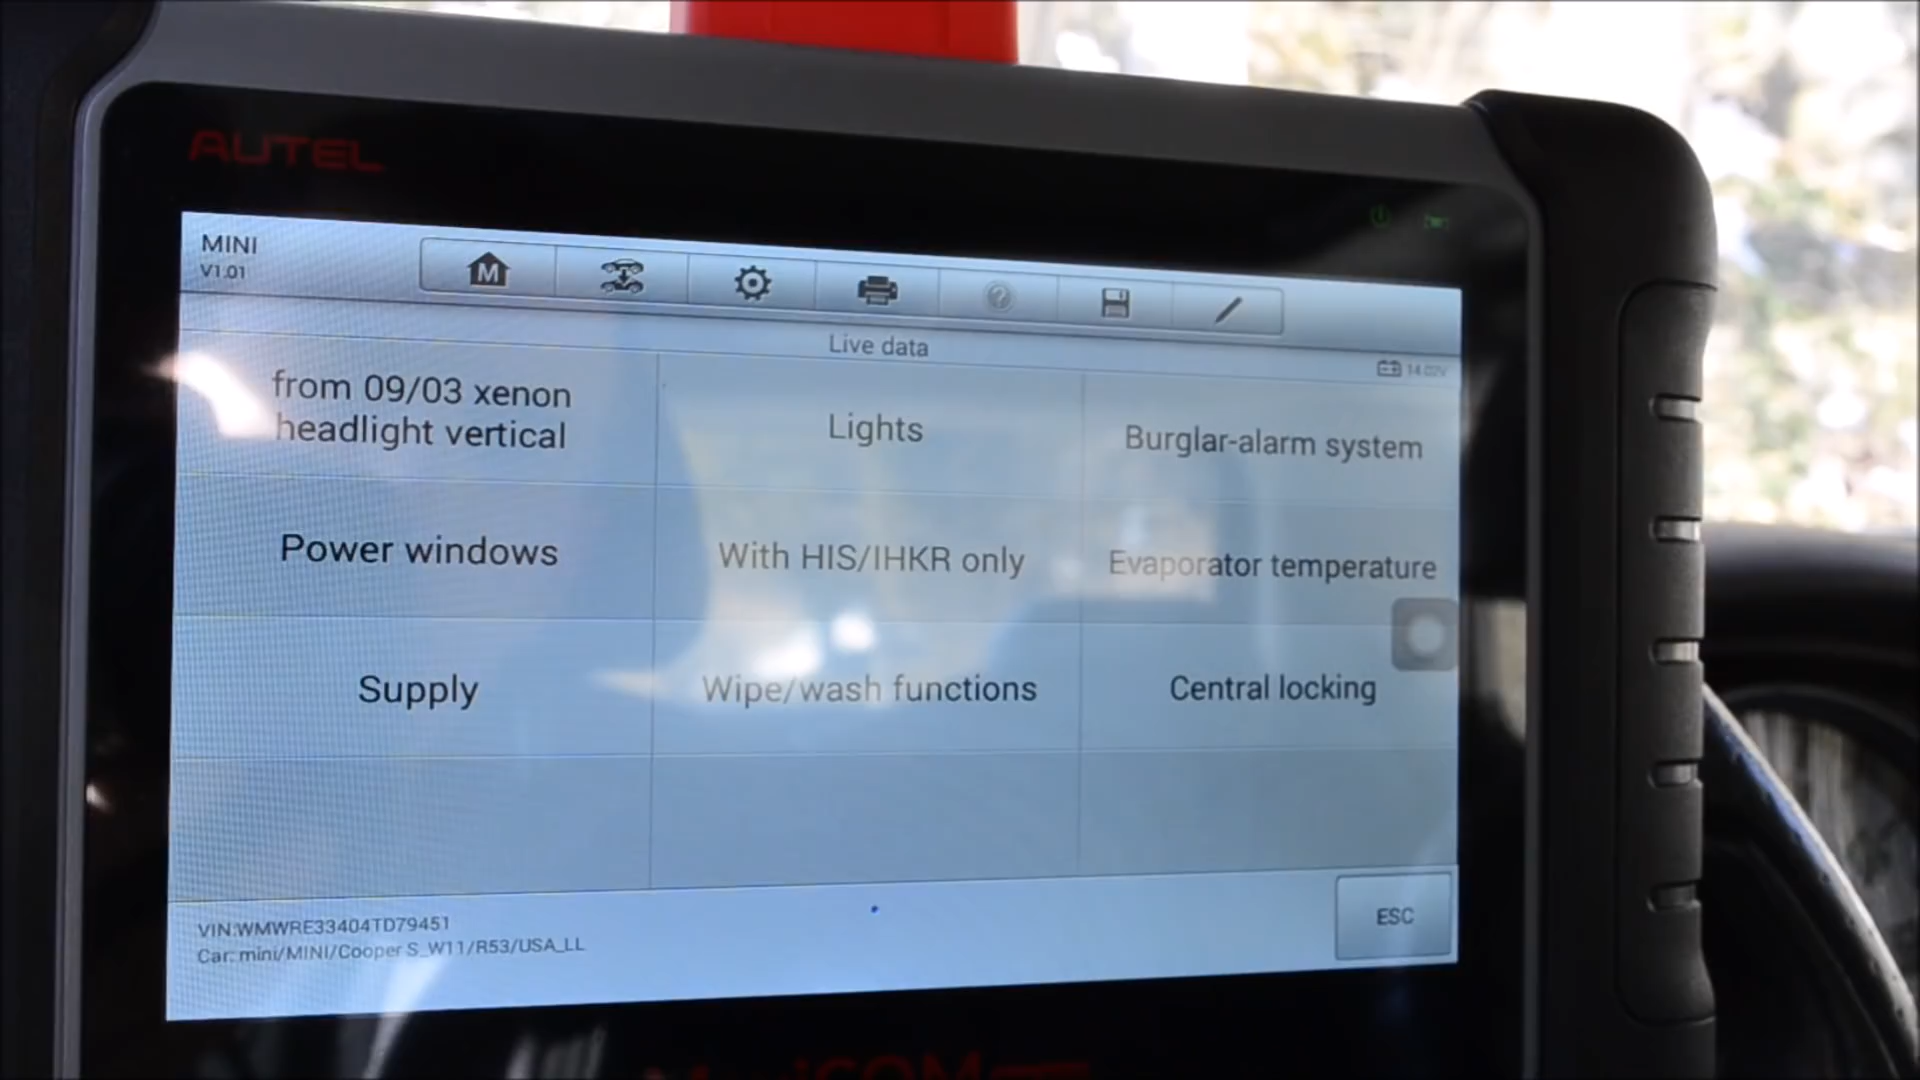 AUTEL
MINI
V1.01
M
Live data
14.02V
from 09/03 xenon
headlight vertical
Lights
Burglar-alarm system
Power windows
With HIS/IHKR only
Evaporator temperature
Supply
Wipe/wash functions
Central locking
VIN:WMWRE33404TD79451
Car: mini/MINI/Cooper S_W11/R53/USA_LL
ESC